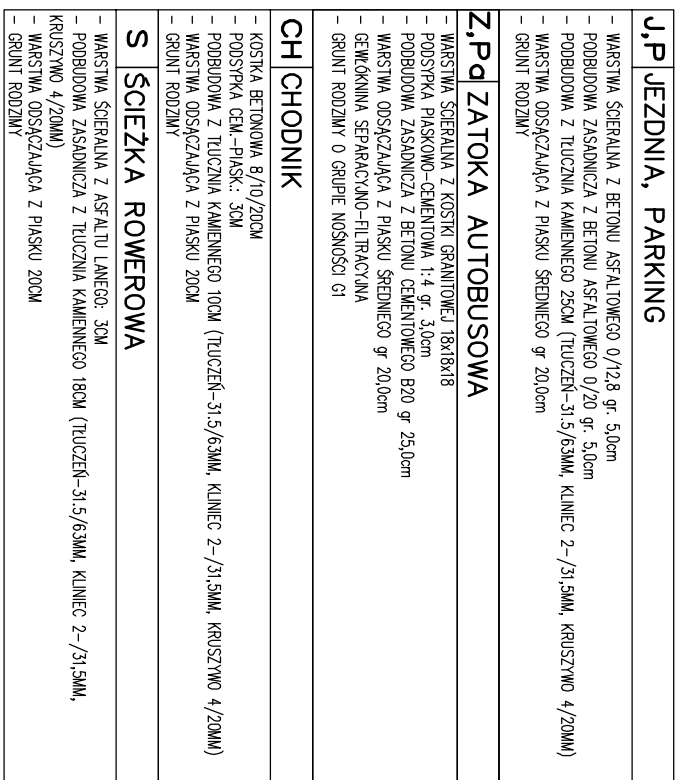 J,P JEZDNIA, PARKING
- WARSTWA ŚCIERALNA Z BETONU ASFALTOWEGO 0/12,8 gr. 5,0cm
- PODBUDOWA ZASADNICZA Z BETONU ASFALTOWEGO 0/20 gr. 5,0cm
- PODBUDOWA Z TŁUCZNIA KAMIENNEGO 25CM (TŁUCZEŃ-31.5/63MM, KLINIEC 2-/31,5MM, KRUSZYWO 4/20MM)
- WARSTWA ODSĄCZAJĄCA Z PIASKU ŚREDNIEGO gr 20,0cm
- GRUNT RODZIMY
Z,Pa ZATOKA AUTOBUSOWA
- WARSTWA ŚCIERALNA Z KOSTKI GRANITOWEJ 18x18x18
- PODSYPKA PIASKOWO-CEMENTOWA 1:4 gr. 3,0cm
- PODBUDOWA ZASADNICZA Z BETONU CEMENTOWEGO B20 gr 25,0cm
- WARSTWA ODSĄCZAJĄCA Z PIASKU ŚREDNIEGO gr 20,0cm
- GEWŁÓKNINA SEPARACYJNO-FILTRACYJNA
- GRUNT RODZIMY O GRUPIE NOŚNOŚCI G1
CH CHODNIK
- KOSTKA BETONOWA 8/10/20CM
- PODSYPKA CEM.-PIASK.: 3CM
- PODBUDOWA Z TŁUCZNIA KAMIENNEGO 10CM (TŁUCZEŃ-31.5/63MM, KLINIEC 2-/31,5MM, KRUSZYWO 4/20MM)
- WARSTWA ODSĄCZAJĄCA Z PIASKU 20CM
- GRUNT RODZIMY
S ŚCIEŻKA ROWEROWA
- WARSTWA ŚCIERALNA Z ASFALTU LANEGO: 3CM
- PODBUDOWA ZASADNICZA Z TŁUCZNIA KAMIENNEGO 18CM (TŁUCZEŃ-31.5/63MM, KLINIEC 2-/31,5MM,
KRUSZYWO 4/20MM)
- WARSTWA ODSĄCZAJĄCA Z PIASKU 20CM
- GRUNT RODZIMY